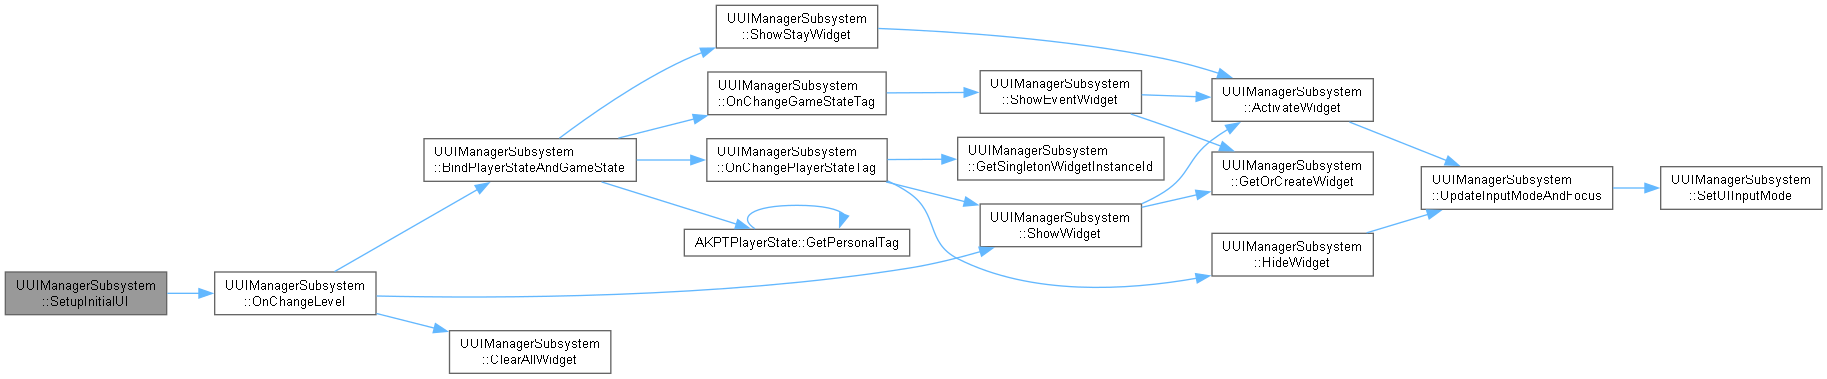 UUIManagerSubsystem
::SetupInitialUI
UUIManagerSubsystem
::OnChangeLevel
UUIManagerSubsystem
::BindPlayerStateAndGameState
UUIManagerSubsystem
::ClearAllWidget
UUIManagerSubsystem
::ShowStayWidget
UUIManagerSubsystem
::OnChangeGameStateTag
UUIManagerSubsystem
::OnChangePlayerStateTag
AKPTPlayerState::GetPersonalTag
UUIManagerSubsystem
::ShowEventWidget
UUIManagerSubsystem
::GetSingletonWidgetInstanceId
UUIManagerSubsystem
::ShowWidget
UUIManagerSubsystem
::ActivateWidget
UUIManagerSubsystem
::GetOrCreateWidget
UUIManagerSubsystem
::HideWidget
UUIManagerSubsystem
::UpdateInputModeAndFocus
UUIManagerSubsystem
::SetUIInputMode